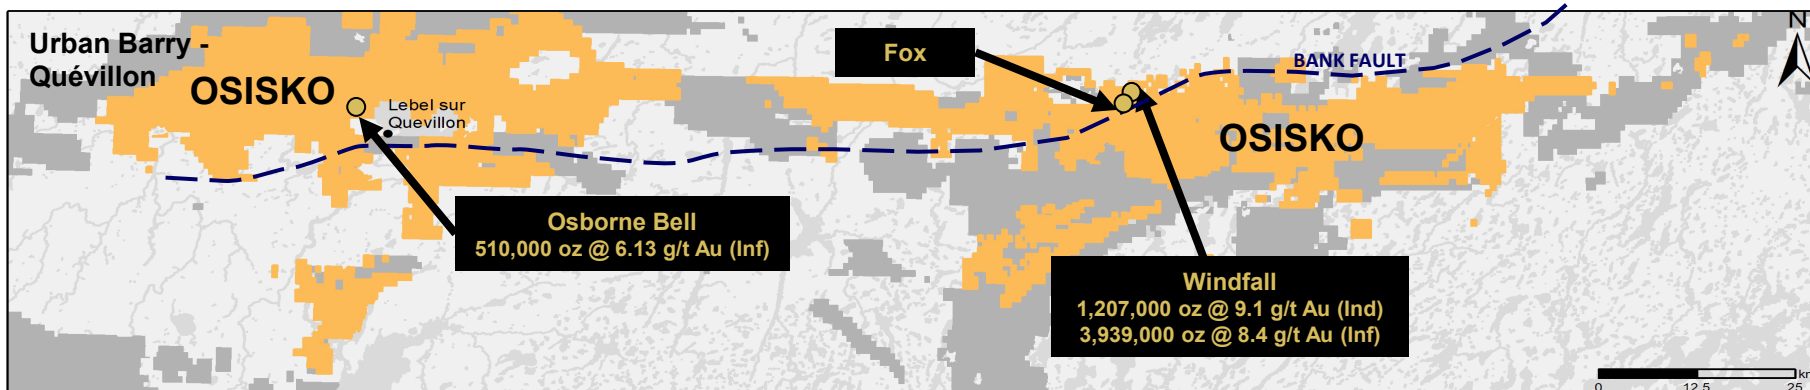 Urban Barry -
Quévillon
OSISKO
Lebel sur
Quevillon
Fox
BANK FAULT
N
OSISKO
Osborne Bell
510,000 oz @ 6.13 g/t Au (Inf)
Windfall
1,207,000 oz @ 9.1 g/t Au (Ind)
3,939,000 oz @ 8.4 g/t Au (Inf)
km
0 12.5 25